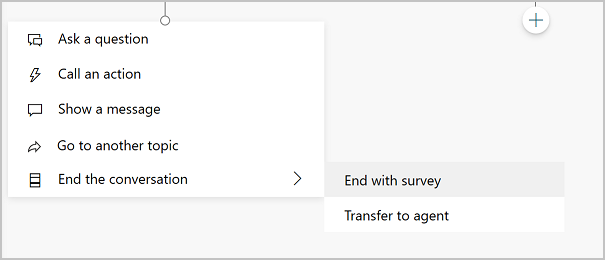 Ask a question
Call an action
Show a message
Go to another topic
End the conversation
End with survey
Transfer to agent